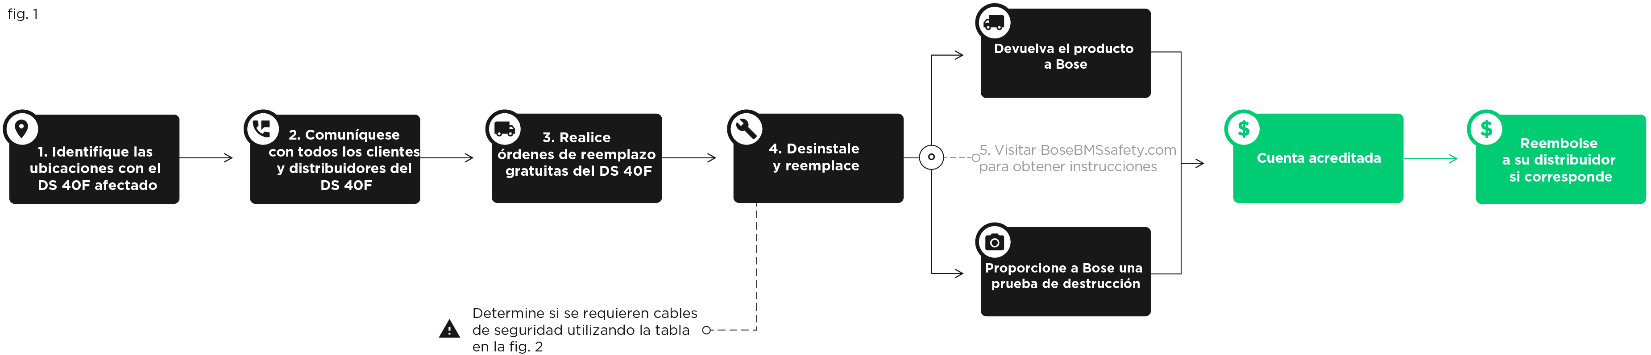 fig. 1
1. Identifique las
ubicaciones con el
DS 40F afectado
2. Comuníquese
con todos los clientes
y distribuidores del
DS 40F
3. Realice
órdenes de reemplazo
gratuitas del DS 40F
4. Desinstale
y reemplace
Determine si se requieren cables
de seguridad utilizando la tabla
en la fig. 2
Devuelva el producto
a Bose
5. Visitar BoseBMSsafety.com
para obtener instrucciones
Proporcione a Bose una
prueba de destrucción
$
Cuenta acreditada
$
Reembolse
a su distribuidor
si corresponde